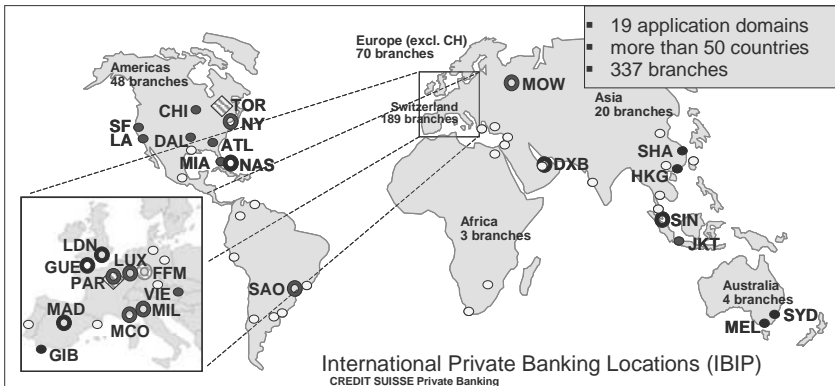 ▪ 19 application domains
▪ more than 50 countries
▪ 337 branches
Europe (excl. CH)
70 branches
Americas
48 branches
MOW
TOR
CHI
NY
SF
LA
DAL
ATL
MIA
NAS
Switzerland
189 branches
Asia
20 branches
SHA
HKG
DXB
SIN
JKT
Africa
3 branches
SAO
Australia
4 branches
SYD
MEL
LDN
GUE
LUX
FFM
PAR
VIE
MAD
MIL
MCO
GIB
International Private Banking Locations (IBIP)
CREDIT SUISSE Private Banking